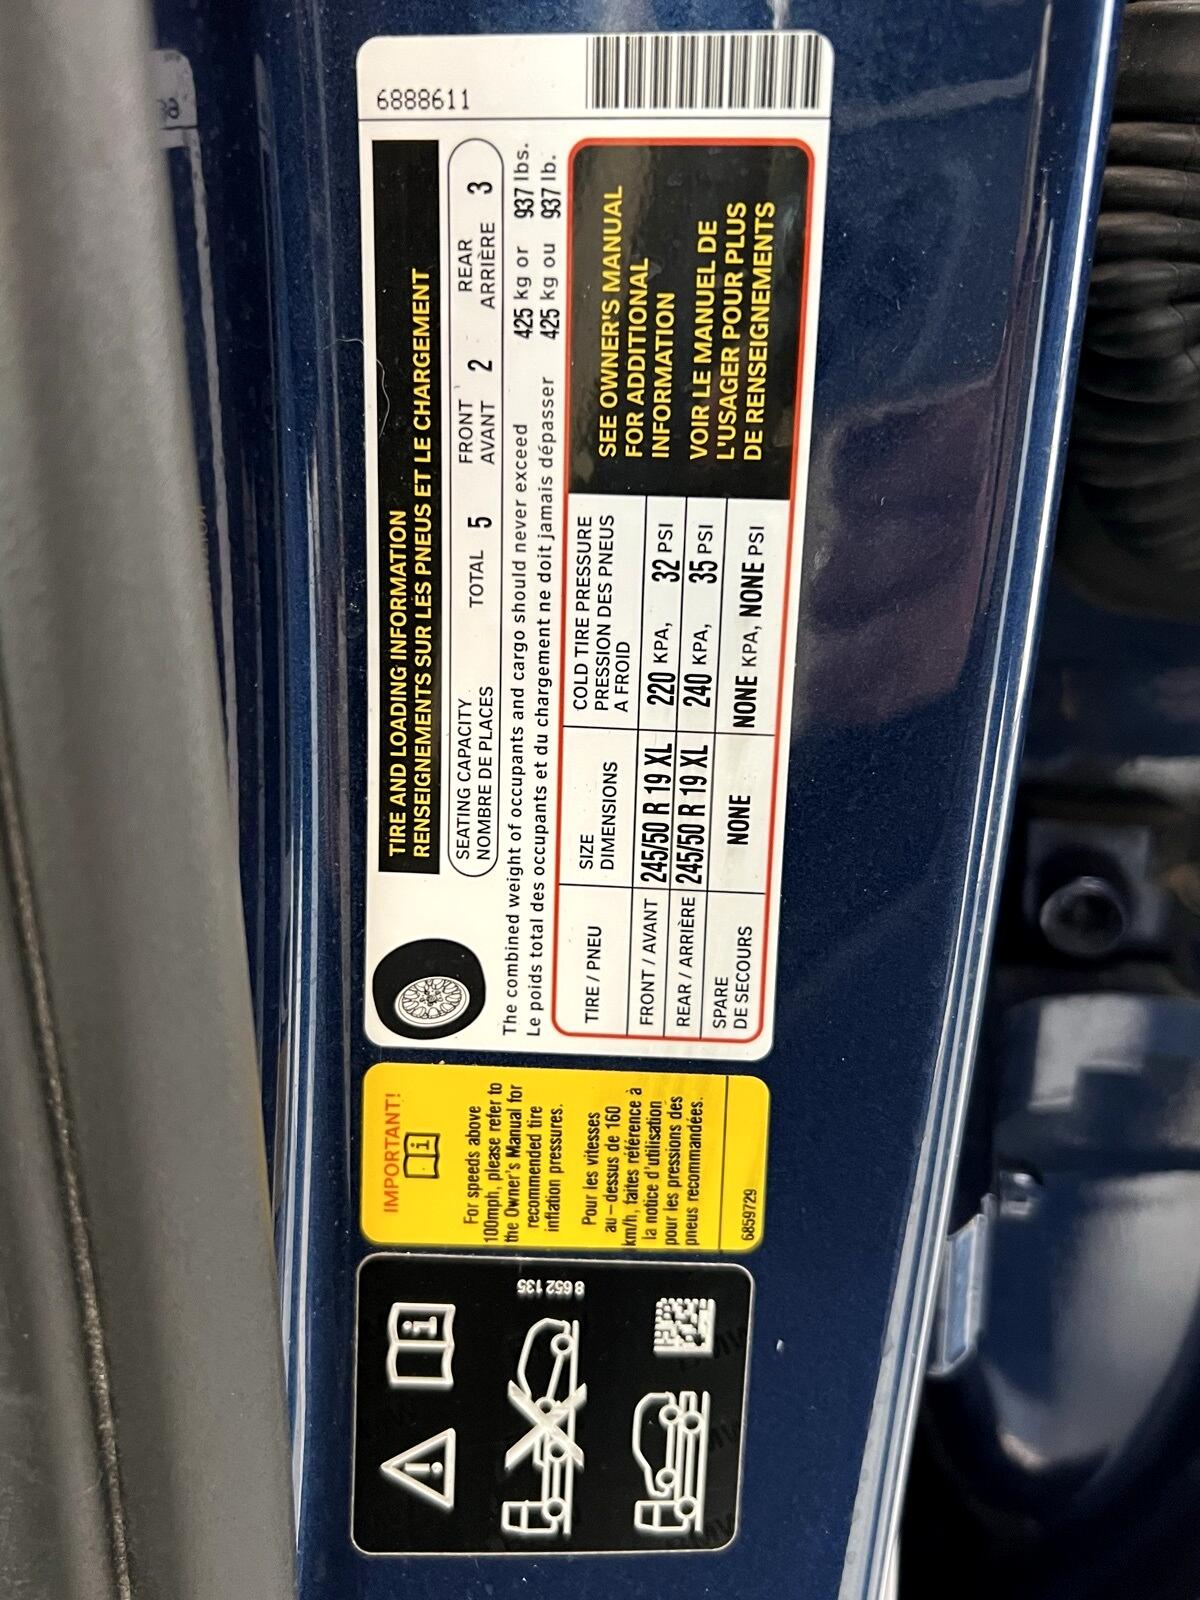 6888611
TIRE AND LOADING INFORMATION
RENSEIGNEMENTS SUR LES PNEUS ET LE CHARGEMENT
SEATING CAPACITY TOTAL 5 FRONT 2 REAR 3
NOMBRE DE PLACES AVANT ARRIÈRE
The combined weight of occupants and cargo should never exceed 425 kg or 937 lbs.
Le poids total des occupants et du chargement ne doit jamais dépasser 425 kg ou 937 lb.
TIRE / PNEU
SIZE
DIMENSIONS
COLD TIRE PRESSURE
PRESSION DES PNEUS
A FROID
FRONT / AVANT 245/50 R 19 XL 220 KPA, 32 PSI
REAR / ARRIÈRE 245/50 R 19 XL 240 KPA, 35 PSI
SPARE
DE SECOURS NONE NONE KPA, NONE PSI
SEE OWNER'S MANUAL
FOR ADDITIONAL
INFORMATION
VOIR LE MANUEL DE
L'USAGER POUR PLUS
DE RENSEIGNEMENTS
IMPORTANT!
For speeds above
100mph, please refer to
the Owner's Manual for
recommended tire
inflation pressures.
Pour les vitesses
au-dessus de 160
km/h, faites référence à
la notice d'utilisation
pour les pressions des
pneus recommandées.
6859729
8 652 135